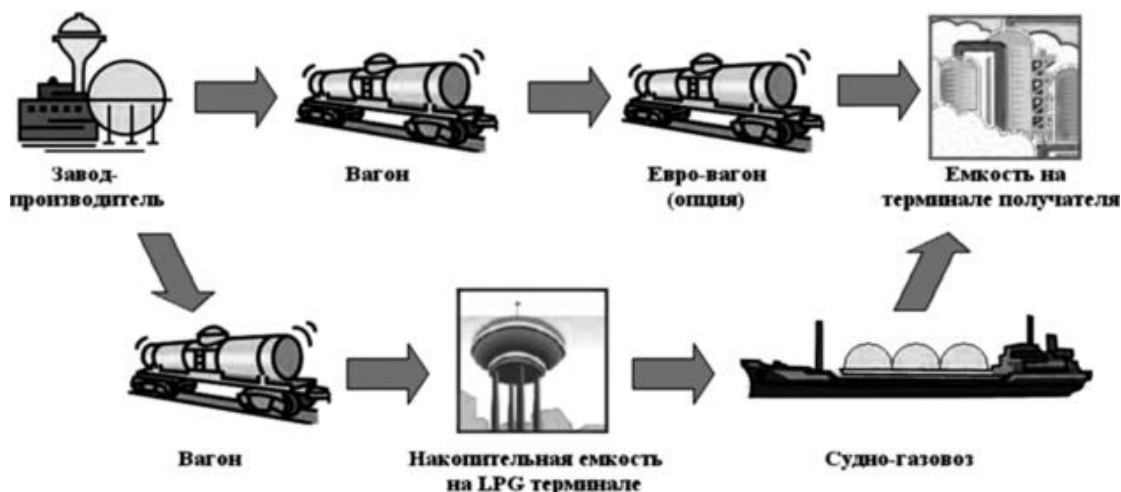 Завод-
производитель
Вагон
Евро-вагон
(опция)
Емкость на
терминале получателя
Вагон
Накопительная емкость
на LPG терминале
Судно-газовоз